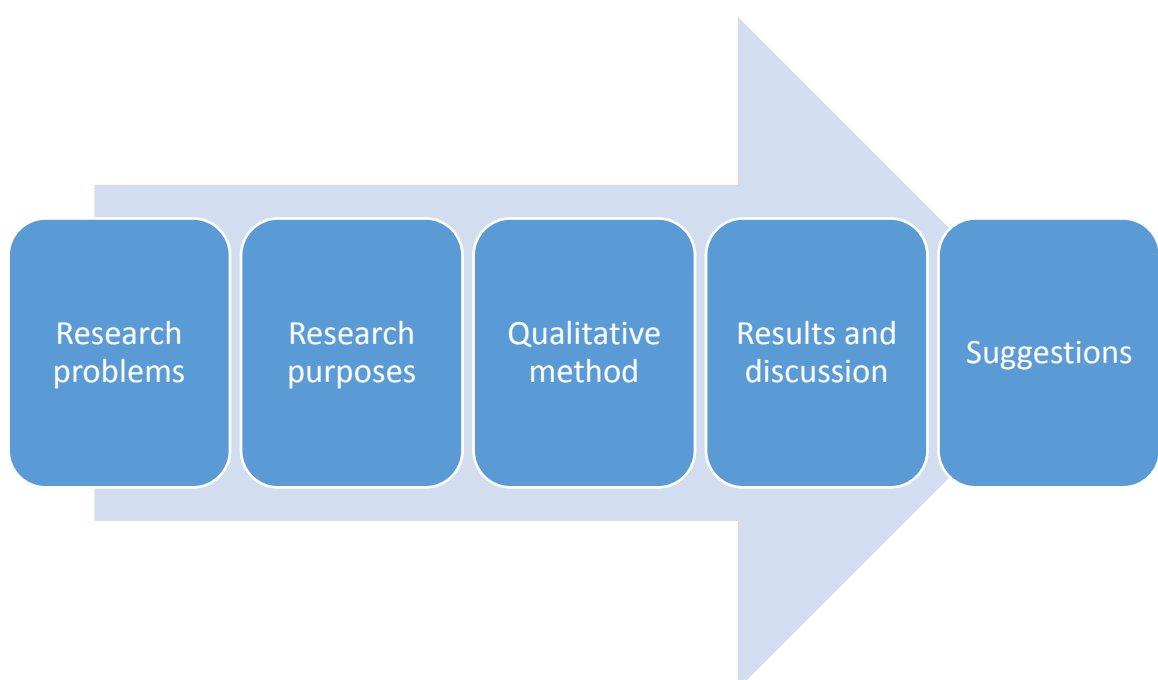 Research
problems
Research
purposes
Qualitative
method
Results and
discussion
Suggestions